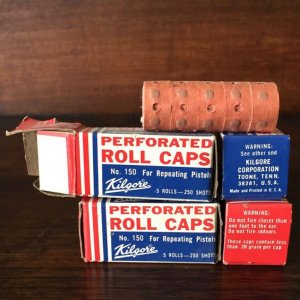 PERFORATED
ROLL CAPS
No. 150 For Repeating Pistols
Kilgore
5 ROLLS - 250 SHOTS
WARNING:
See other end
KILGORE
CORPORATION
TOONE, TENN.
38381, U.S.A.
Made and Printed in U.S.A.
PERFORATED
ROLL CAPS
No. 150 For Repeating Pistols
Kilgore
5 ROLLS - 250 SHOTS
WARNING:
Do not fire closer than
one foot to the ear.
Do not fire indoors.
These caps contain less
than .20 grain per cap